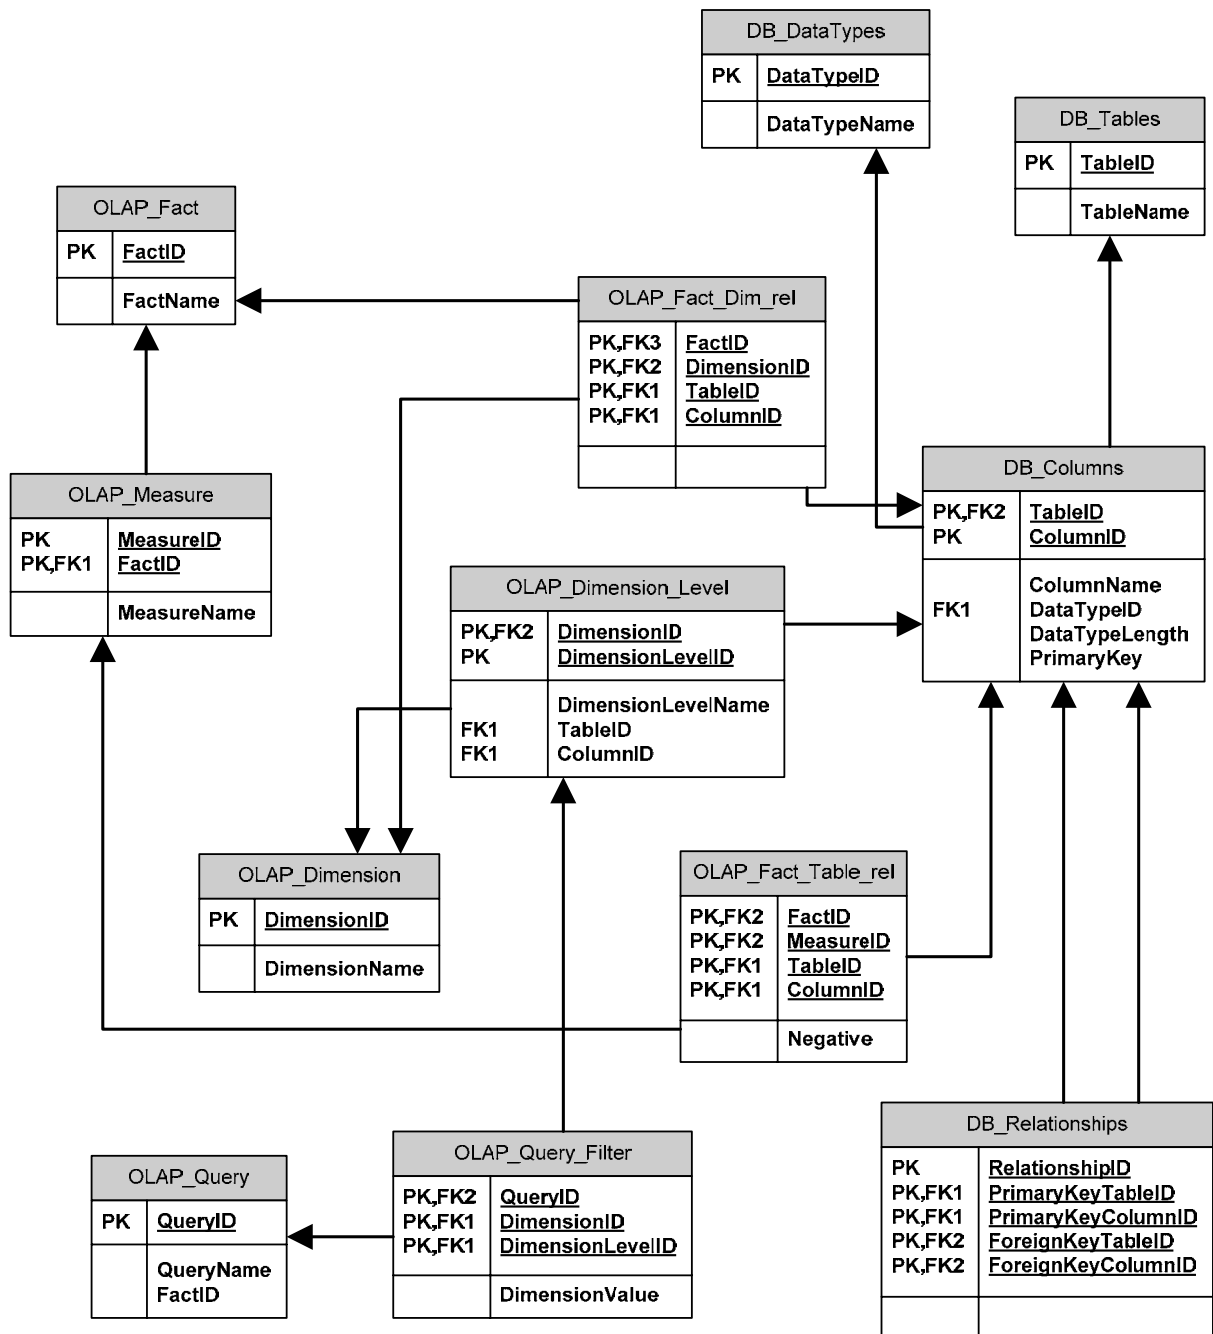 DB_DataTypes
PK DataTypeID
DataTypeName
DB_Tables
PK TableID
TableName
OLAP_Fact
PK FactID
FactName
OLAP_Fact_Dim_rel
PK,FK3 FactID
PK,FK2 DimensionID
PK,FK1 TableID
PK,FK1 ColumnID
DB_Columns
PK,FK2 TableID
PK ColumnID
ColumnName
FK1 DataTypeID
DataTypeLength
PrimaryKey
OLAP_Measure
PK MeasureID
PK,FK1 FactID
MeasureName
OLAP_Dimension_Level
PK,FK2 DimensionID
PK DimensionLevelID
DimensionLevelName
FK1 TableID
FK1 ColumnID
OLAP_Dimension
PK DimensionID
DimensionName
OLAP_Fact_Table_rel
PK,FK2 FactID
PK,FK2 MeasureID
PK,FK1 TableID
PK,FK1 ColumnID
Negative
DB_Relationships
PK RelationshipID
PK,FK1 PrimaryKeyTableID
PK,FK1 PrimaryKeyColumnID
PK,FK2 ForeignKeyTableID
PK,FK2 ForeignKeyColumnID
OLAP_Query_Filter
PK,FK2 QueryID
PK,FK1 DimensionID
PK,FK1 DimensionLevelID
DimensionValue
OLAP_Query
PK QueryID
QueryName
FactID